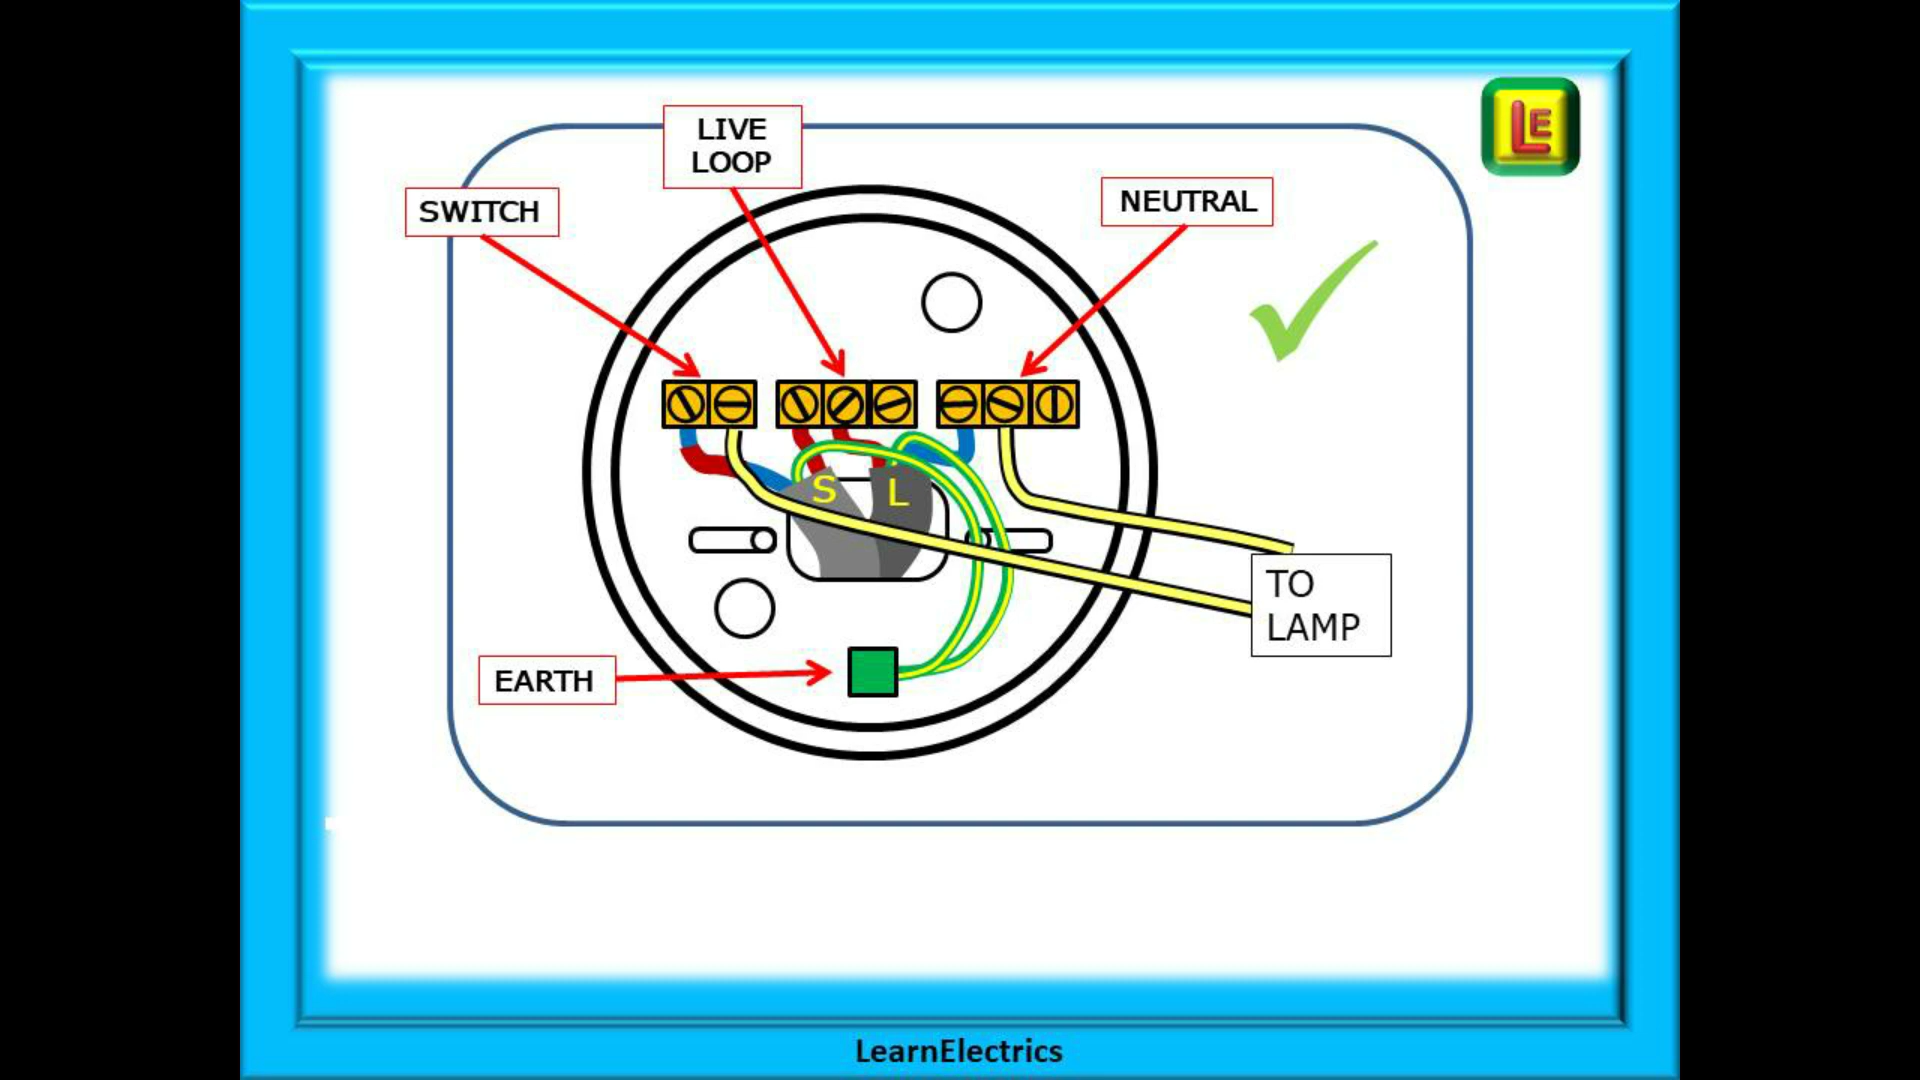 LIVE
LOOP
SWITCH
NEUTRAL
LE
S
L
TO
LAMP
EARTH
LearnElectrics